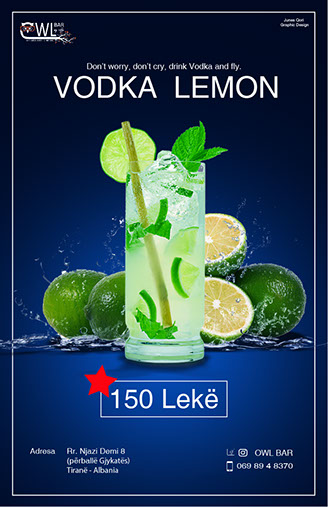 OWL BAR
Junas Qori
Graphic Design
Don't worry, don't cry, drink Vodka and fly.
VODKA LEMON
150 Lekë
Adresa
Rr. Njazi Demi 8
(përballë Gjykatës)
Tiranë - Albania
OWL BAR
069 89 4 8370